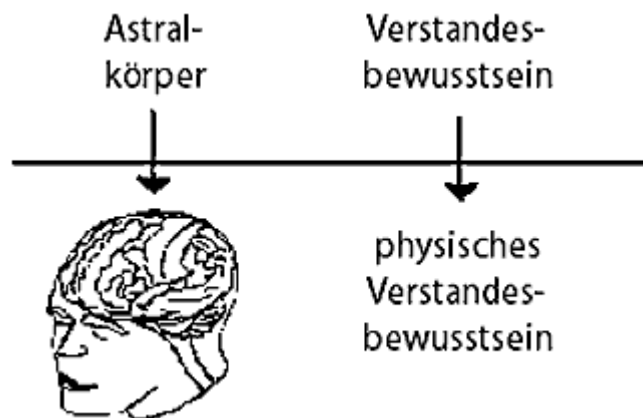 Astral-
körper
Verstandes-
bewusstsein
physisches
Verstandes-
bewusstsein